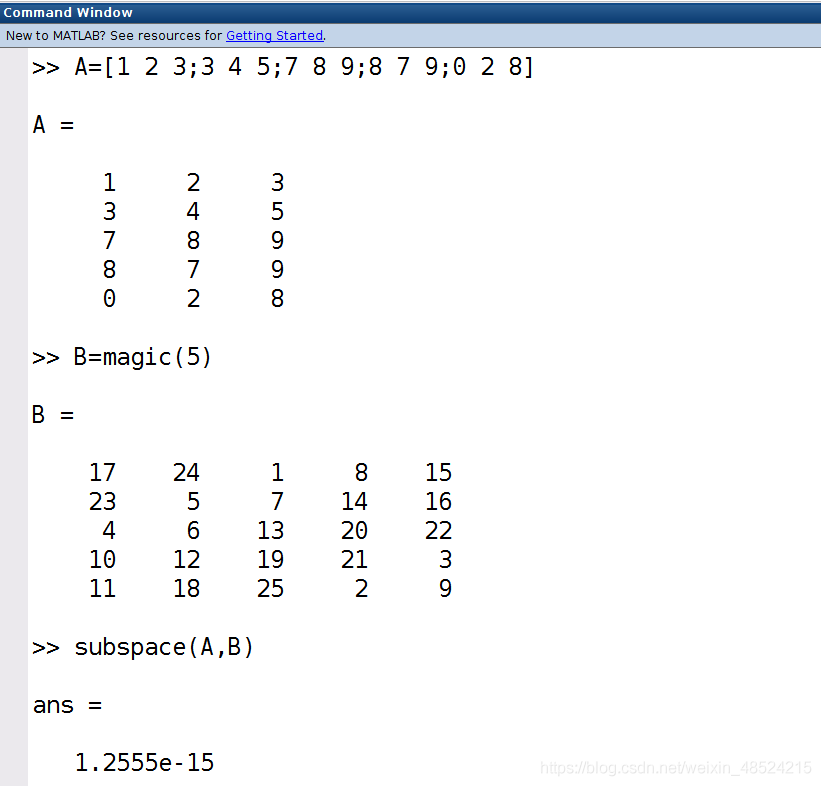 Command Window
New to MATLAB? See resources for Getting Started.
>> A=[1 2 3;3 4 5;7 8 9;8 7 9;0 2 8]
A =
1 2 3
3 4 5
7 8 9
8 7 9
0 2 8
>> B=magic(5)
B =
17 24 1 8 15
23 5 7 14 16
4 6 13 20 22
10 12 19 21 3
11 18 25 2 9
>> subspace(A,B)
ans =
1.2555e-15
https://blog.csdn.net/weixin_48524215